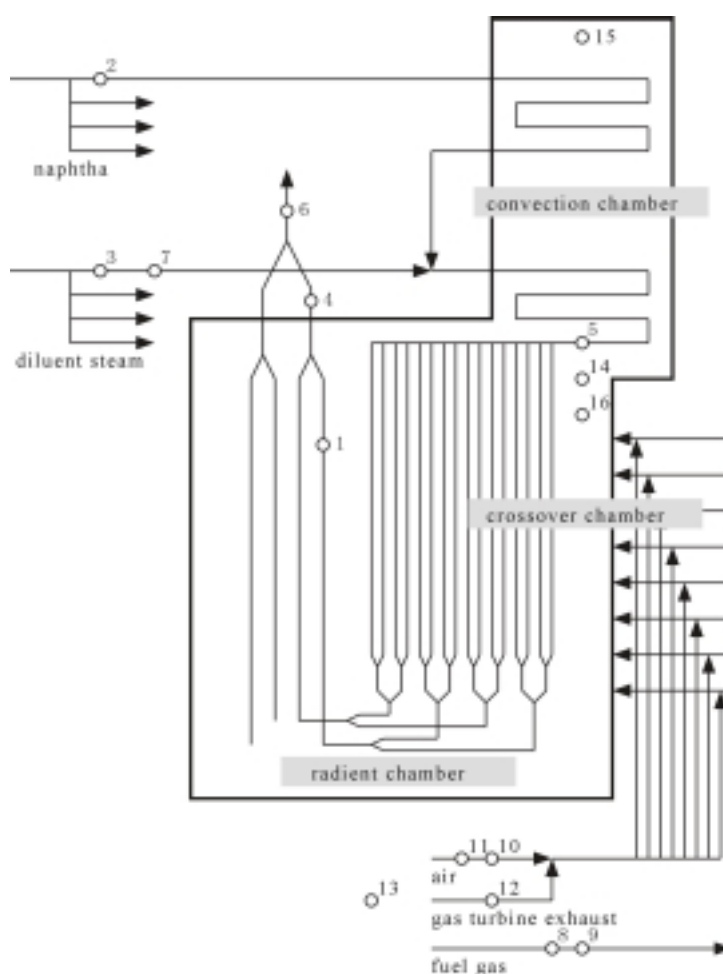 15
2
naphtha
convection chamber
6
3 7
4
diluent steam
5
14
16
1
crossover chamber
radient chamber
11 10
air
13
12
gas turbine exhaust
8 9
fuel gas